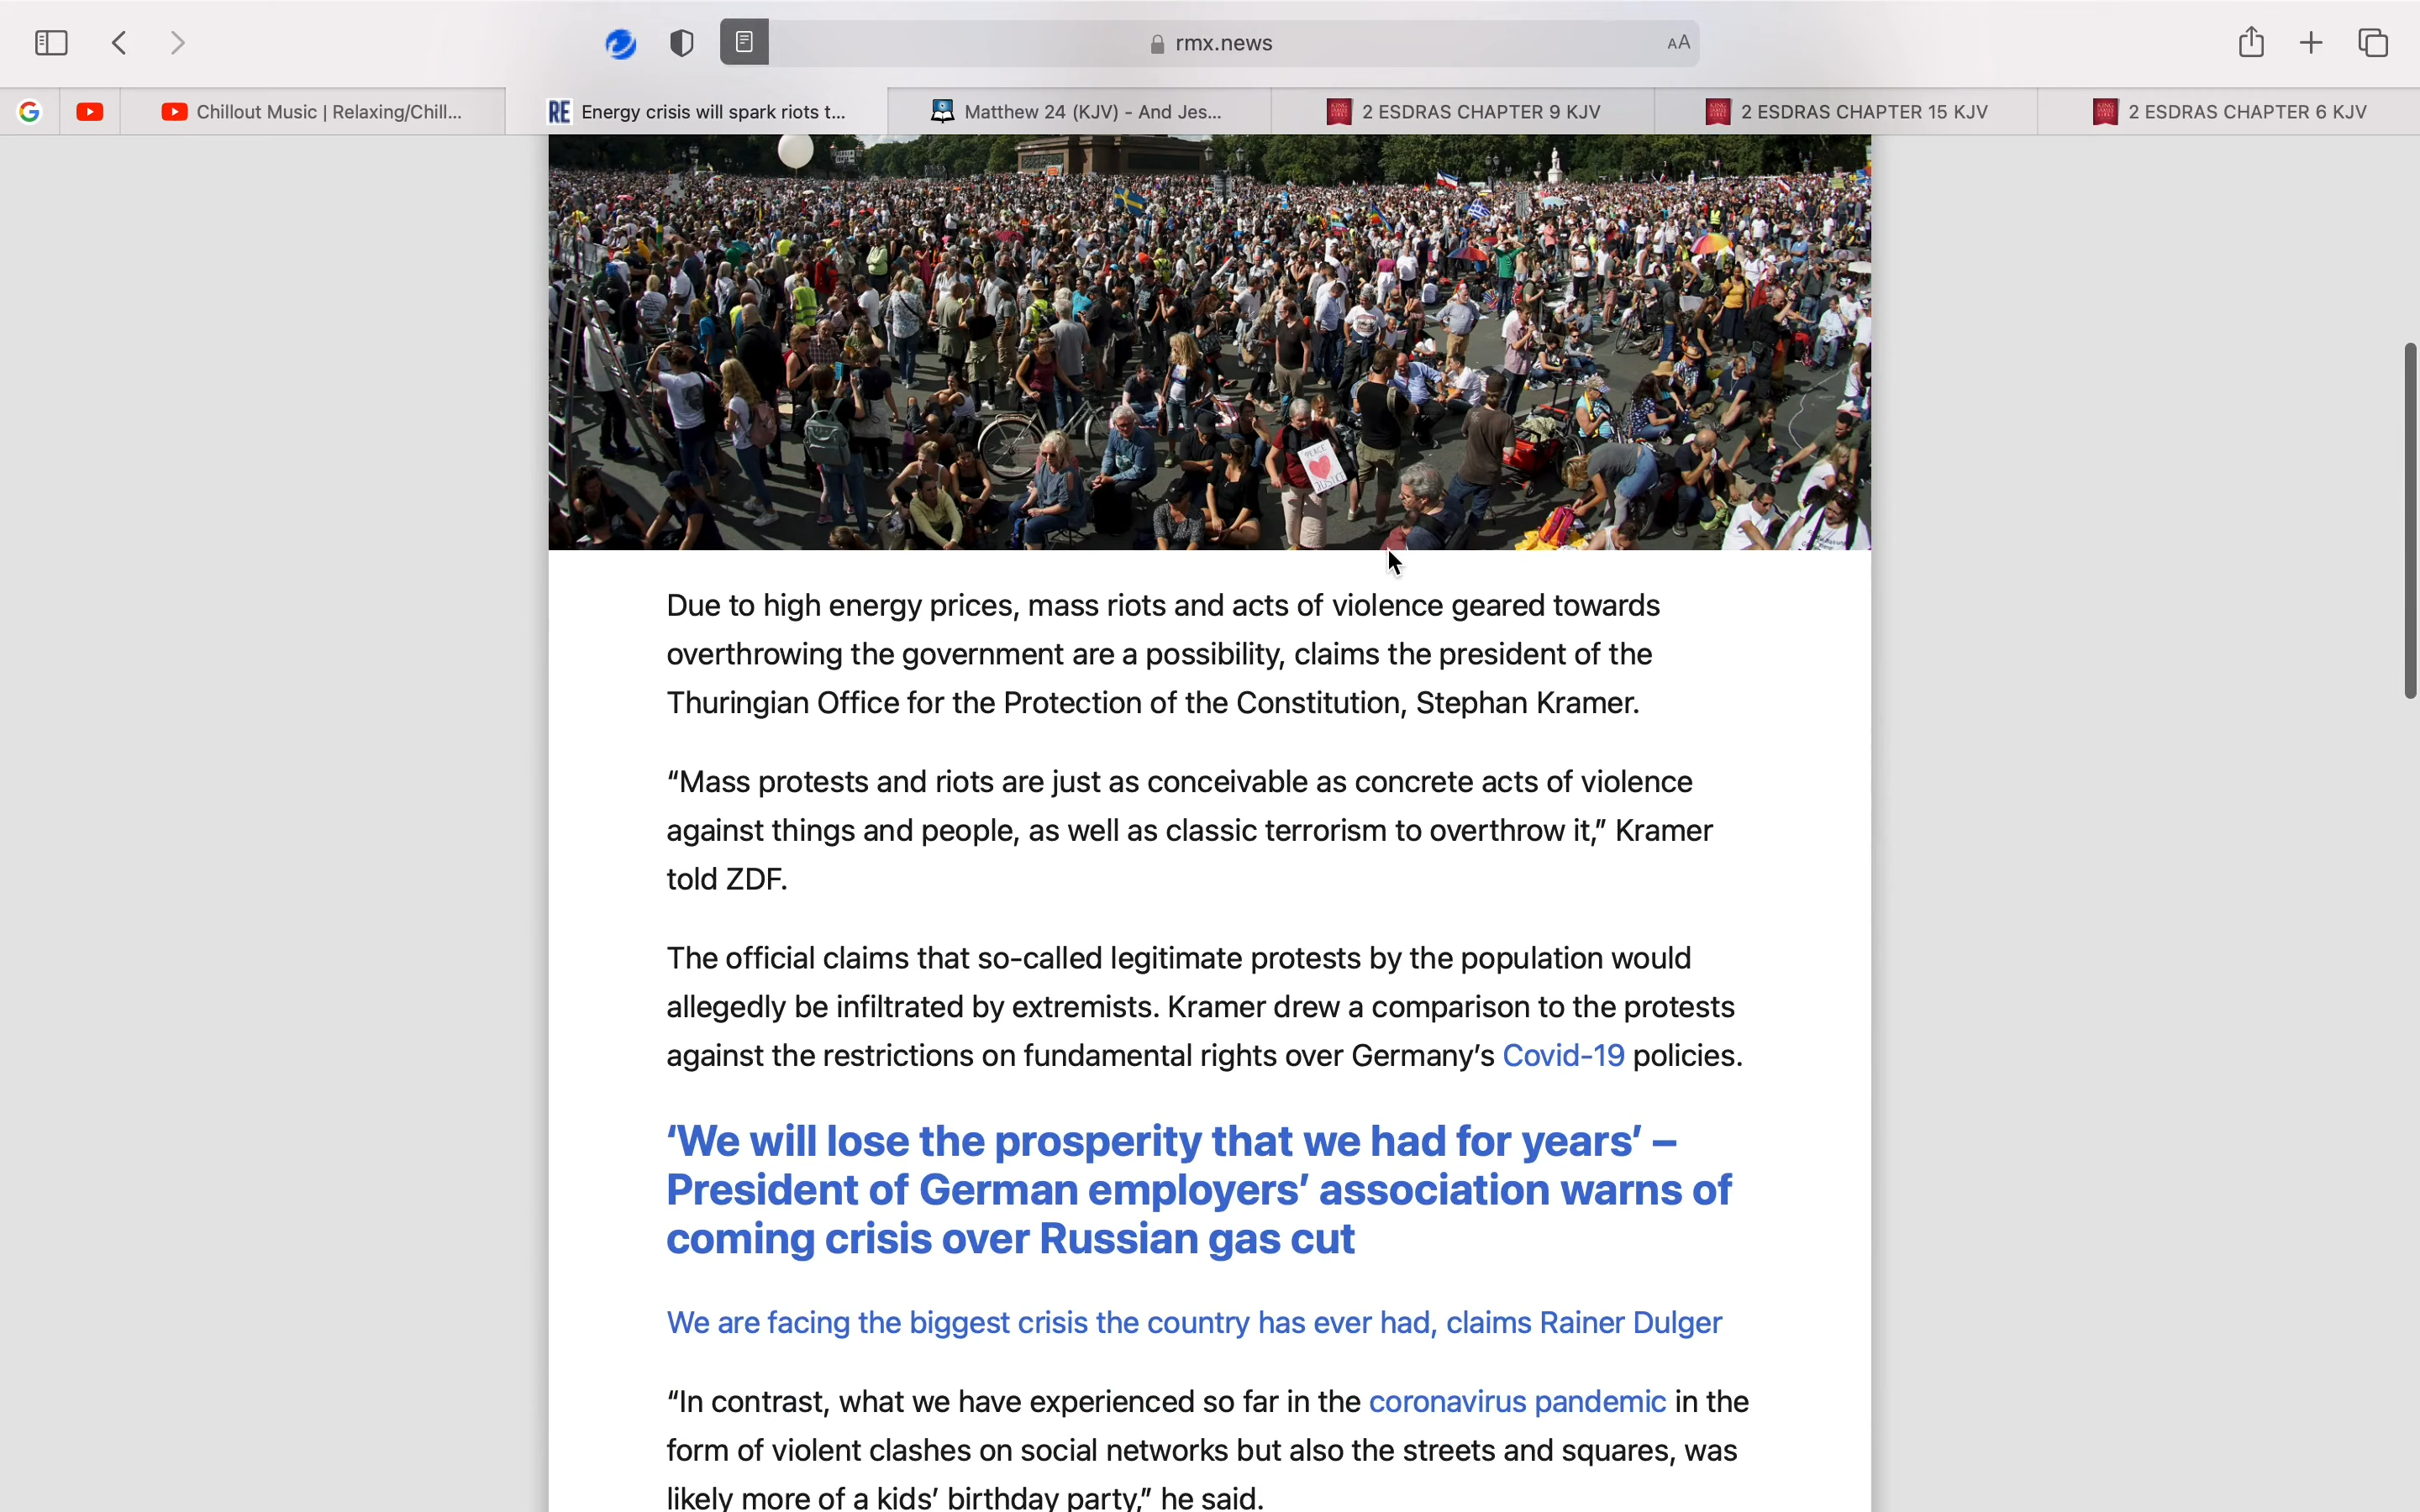 rmx.news
AA
Chillout Music | Relaxing/Chill...
RE Energy crisis will spark riots t...
Matthew 24 (KJV) - And Jes...
2 ESDRAS CHAPTER 9 KJV
2 ESDRAS CHAPTER 15 KJV
2 ESDRAS CHAPTER 6 KJV
PEACE
JUSTICE
Due to high energy prices, mass riots and acts of violence geared towards
overthrowing the government are a possibility, claims the president of the
Thuringian Office for the Protection of the Constitution, Stephan Kramer.
“Mass protests and riots are just as conceivable as concrete acts of violence
against things and people, as well as classic terrorism to overthrow it,” Kramer
told ZDF.
The official claims that so-called legitimate protests by the population would
allegedly be infiltrated by extremists. Kramer drew a comparison to the protests
against the restrictions on fundamental rights over Germany’s Covid-19 policies.
‘We will lose the prosperity that we had for years’ –
President of German employers’ association warns of
coming crisis over Russian gas cut
We are facing the biggest crisis the country has ever had, claims Rainer Dulger
“In contrast, what we have experienced so far in the coronavirus pandemic in the
form of violent clashes on social networks but also the streets and squares, was
likely more of a kids’ birthday party,” he said.